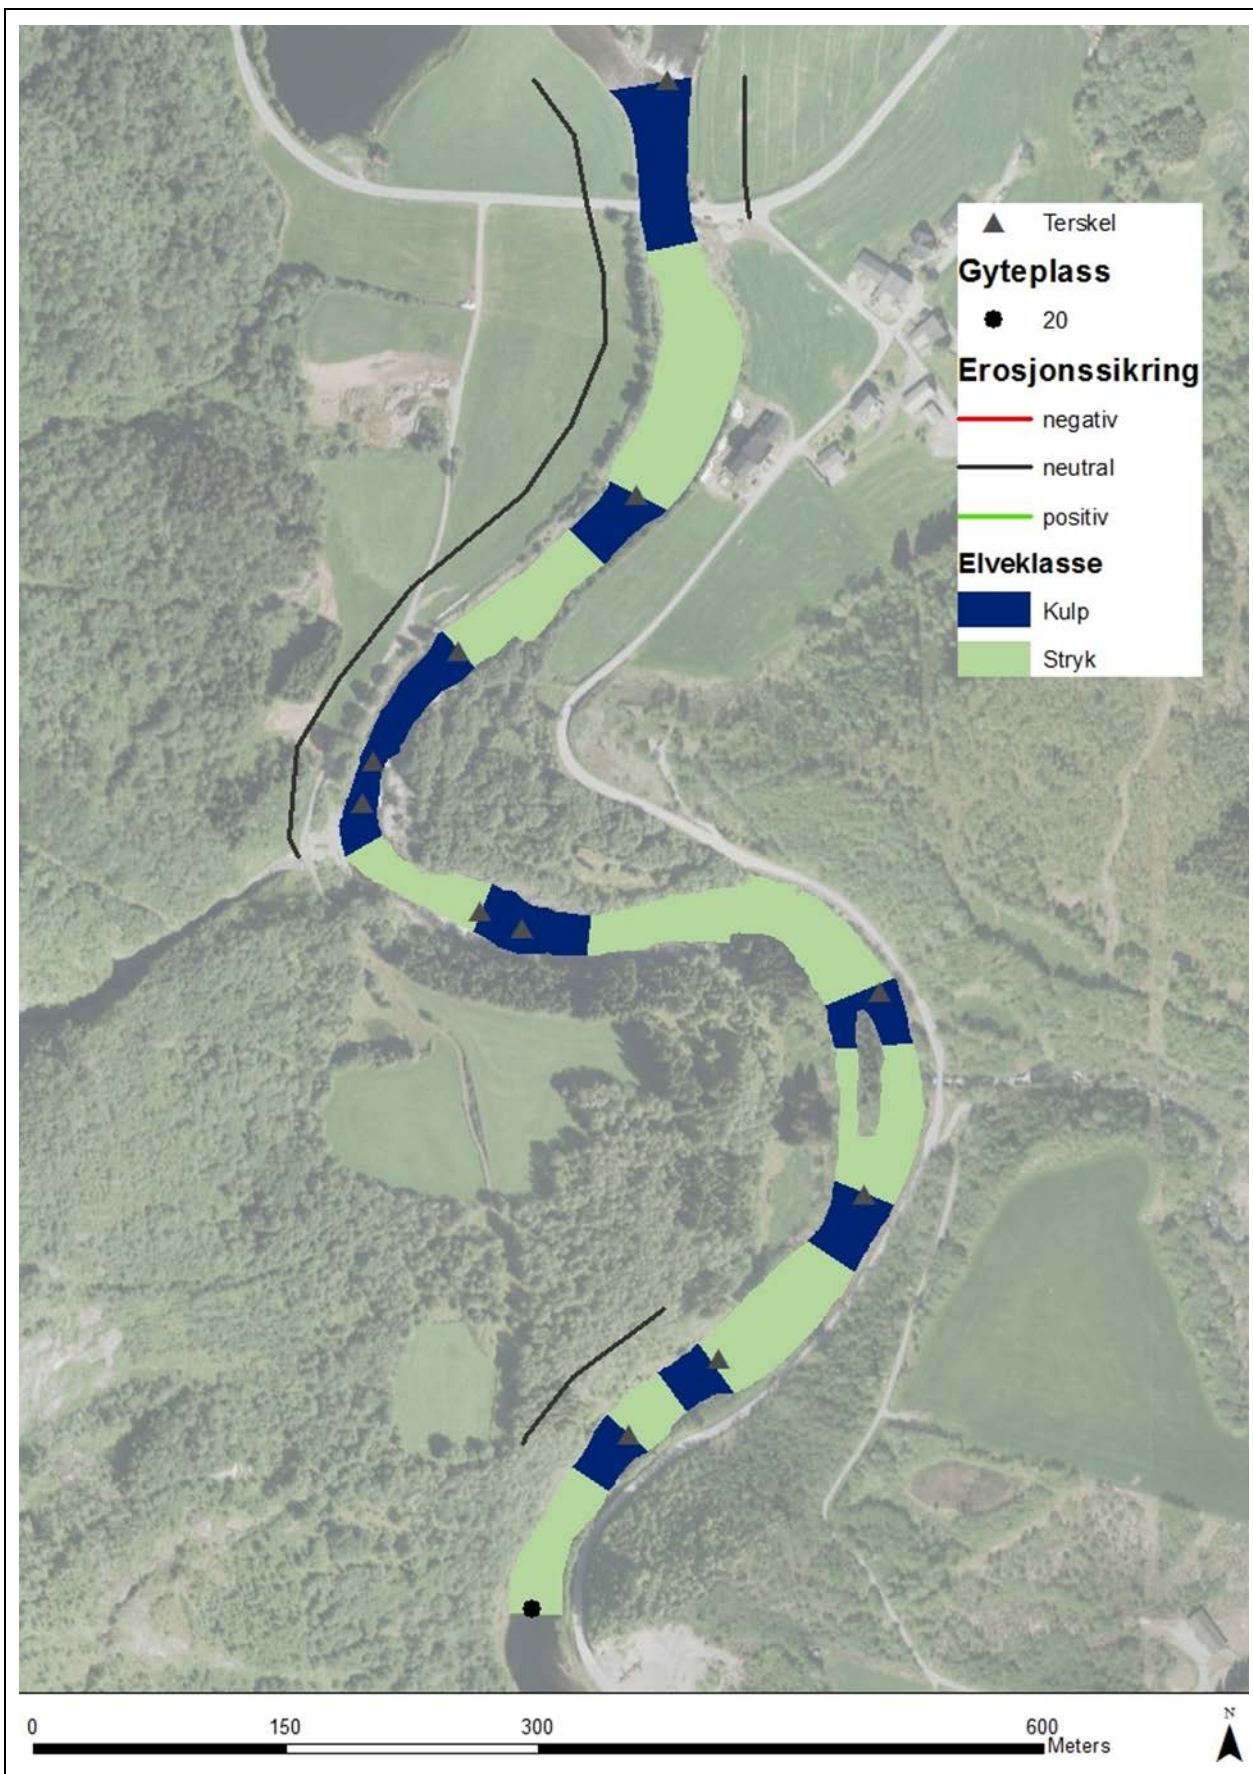 Terskel
Gyteplass
20
Erosjonssikring
negativ
neutral
positiv
Elveklasse
Kulp
Stryk
0 150 300 600
Meters
N